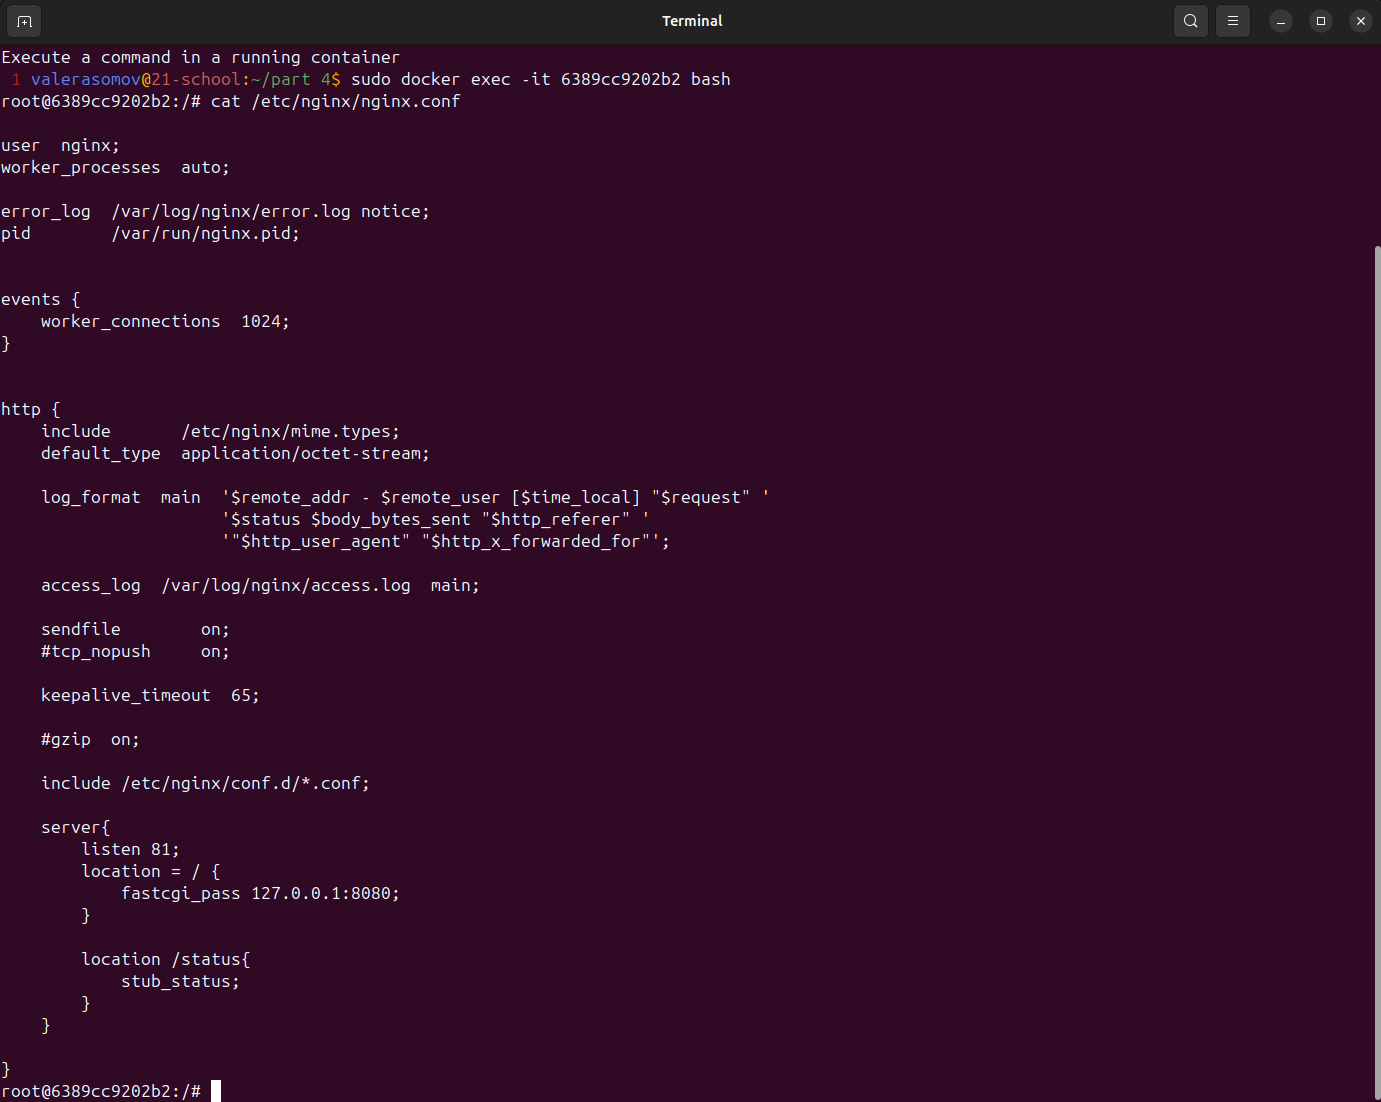 Terminal
Execute a command in a running container
1 valerasomov@21-school:~/part 4$ sudo docker exec -it 6389cc9202b2 bash
root@6389cc9202b2:/# cat /etc/nginx/nginx.conf

user  nginx;
worker_processes  auto;

error_log  /var/log/nginx/error.log notice;
pid        /var/run/nginx.pid;


events {
    worker_connections  1024;
}


http {
    include       /etc/nginx/mime.types;
    default_type  application/octet-stream;

    log_format  main  '$remote_addr - $remote_user [$time_local] "$request" '
                      '$status $body_bytes_sent "$http_referer" '
                      '"$http_user_agent" "$http_x_forwarded_for"';

    access_log  /var/log/nginx/access.log  main;

    sendfile        on;
    #tcp_nopush     on;

    keepalive_timeout  65;

    #gzip  on;

    include /etc/nginx/conf.d/*.conf;

    server{
        listen 81;
        location = / {
            fastcgi_pass 127.0.0.1:8080;
        }

        location /status{
            stub_status;
        }
    }

}
root@6389cc9202b2:/#